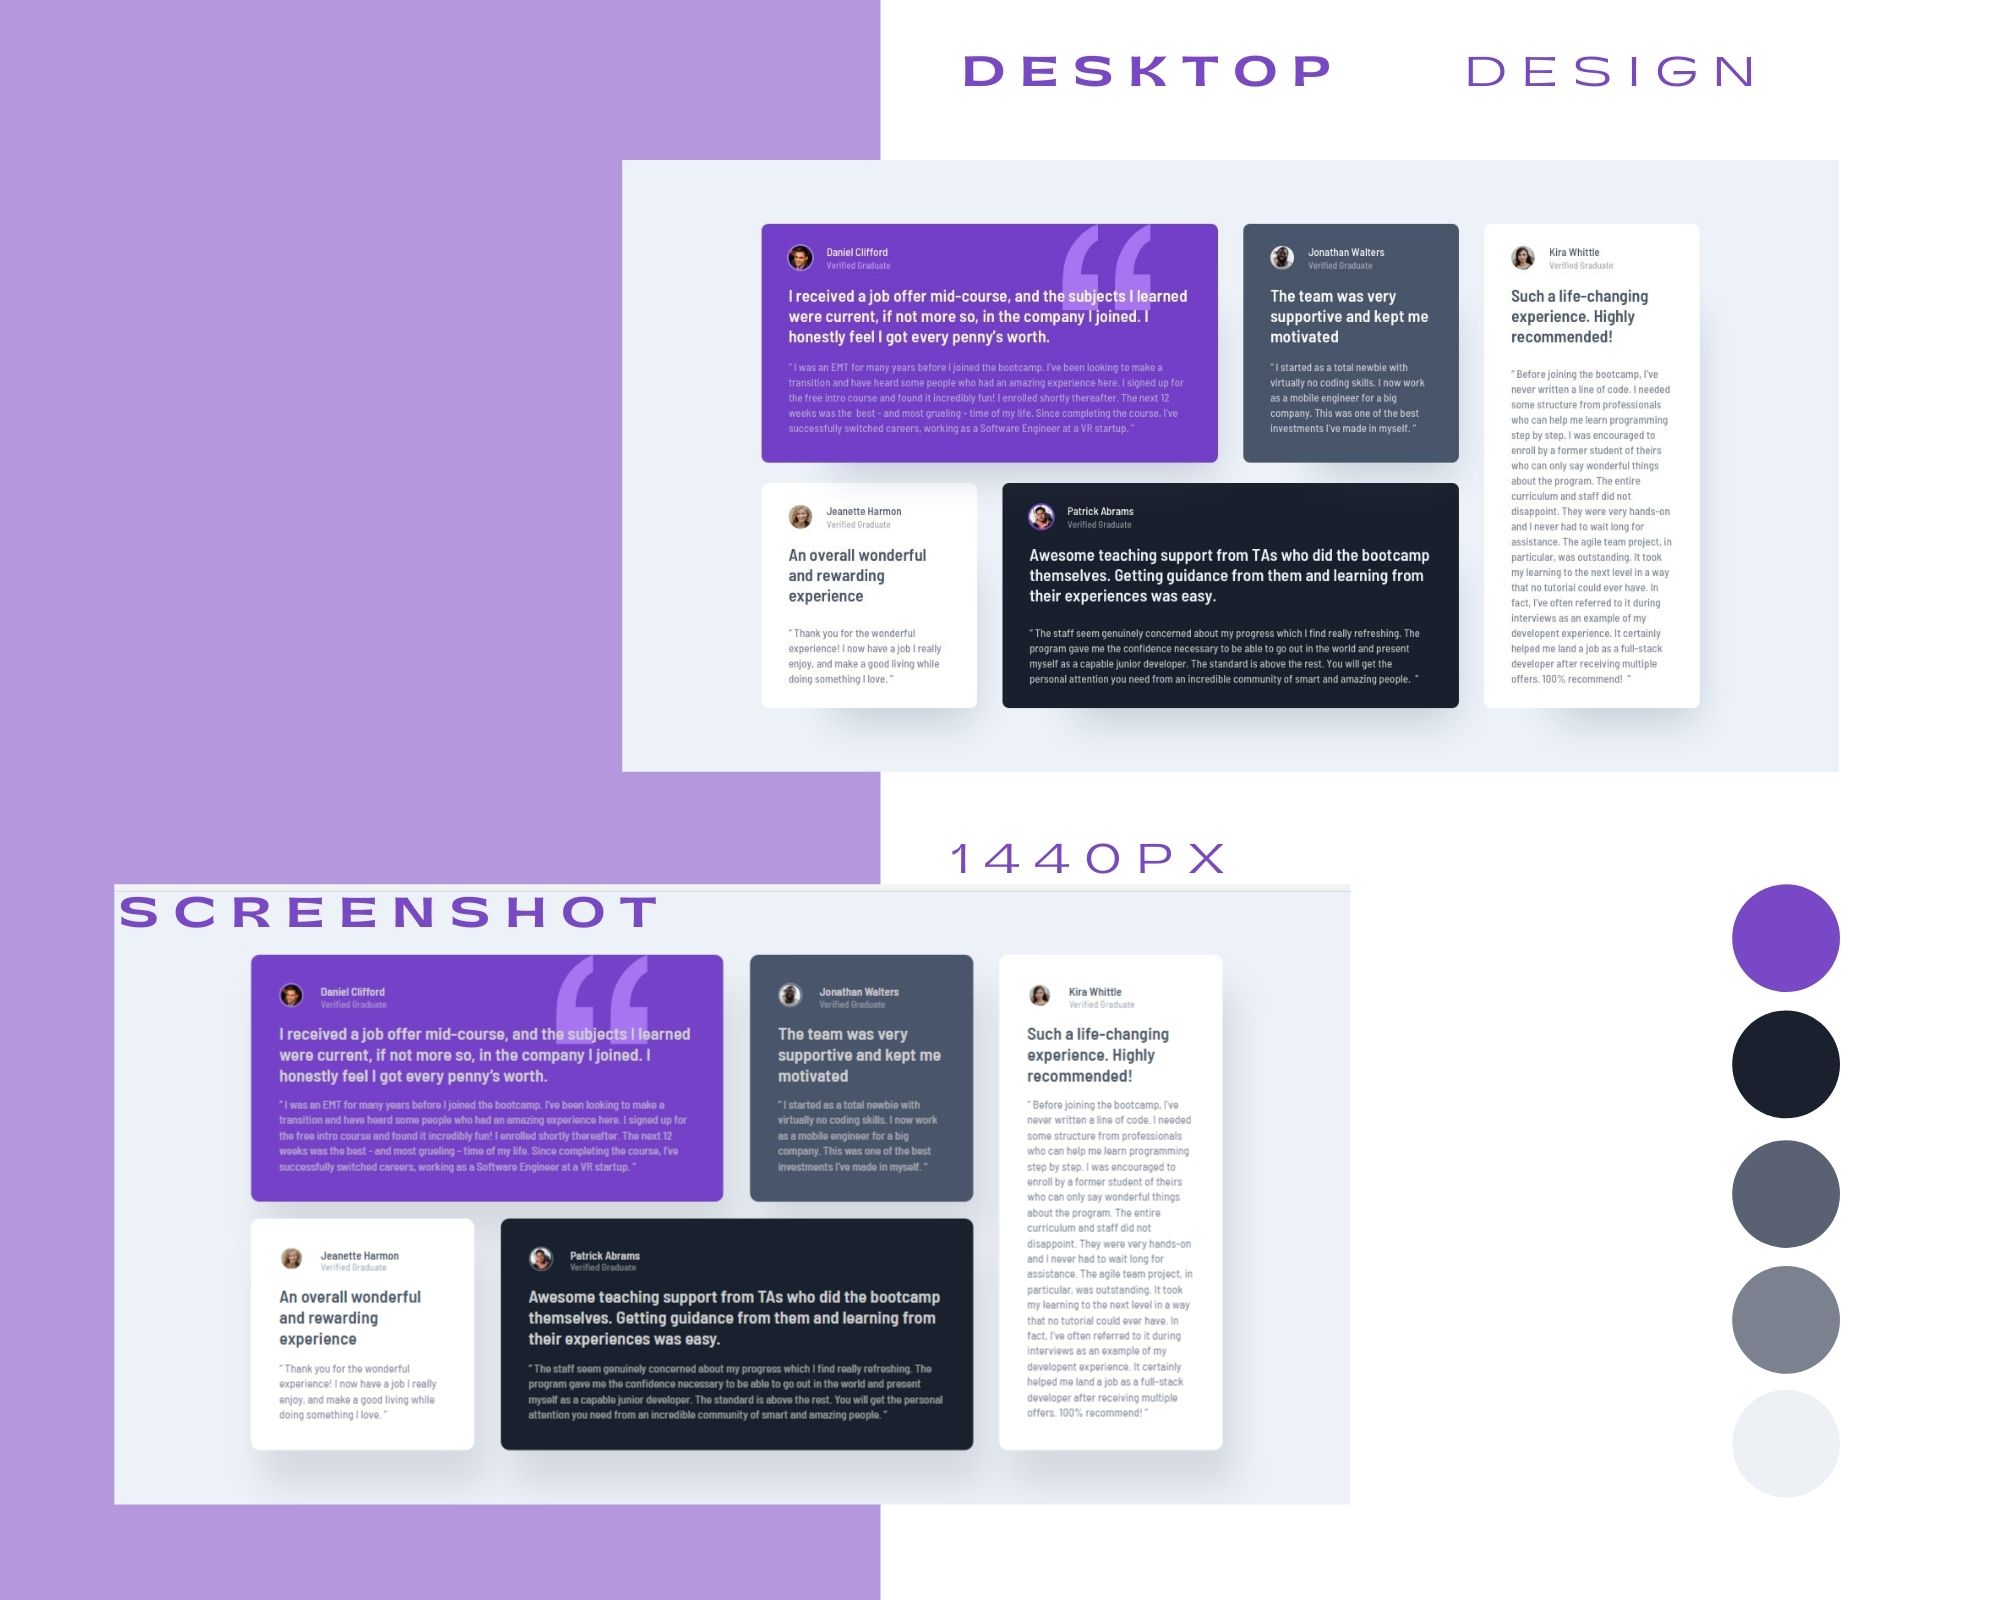 DESKTOP DESIGN
Daniel Clifford
Verified Graduate
I received a job offer mid-course, and the subjects I learned
were current, if not more so, in the company I joined. I
honestly feel I got every penny’s worth.
“ I was an EMT for many years before I joined the bootcamp. I’ve been looking to make a
transition and have heard some people who had an amazing experience here. I signed up for
the free intro course and found it incredibly fun! I enrolled shortly thereafter. The next 12
weeks was the  best - and most grueling - time of my life. Since completing the course, I’ve
successfully switched careers, working as a Software Engineer at a VR startup. ”
Jonathan Walters
Verified Graduate
The team was very
supportive and kept me
motivated
“ I started as a total newbie with
virtually no coding skills. I now work
as a mobile engineer for a big
company. This was one of the best
investments I’ve made in myself. ”
Kira Whittle
Verified Graduate
Such a life-changing
experience. Highly
recommended!
“ Before joining the bootcamp, I’ve
never written a line of code. I needed
some structure from professionals
who can help me learn programming
step by step. I was encouraged to
enroll by a former student of theirs
who can only say wonderful things
about the program. The entire
curriculum and staff did not
disappoint. They were very hands-on
and I never had to wait long for
assistance. The agile team project, in
particular, was outstanding. It took
my learning to the next level in a way
that no tutorial could ever have. In
fact, I’ve often referred to it during
interviews as an example of my
developent experience. It certainly
helped me land a job as a full-stack
developer after receiving multiple
offers. 100% recommend!  ”
Jeanette Harmon
Verified Graduate
An overall wonderful
and rewarding
experience
“ Thank you for the wonderful
experience! I now have a job I really
enjoy, and make a good living while
doing something I love. ”
Patrick Abrams
Verified Graduate
Awesome teaching support from TAs who did the bootcamp
themselves. Getting guidance from them and learning from
their experiences was easy.
“ The staff seem genuinely concerned about my progress which I find really refreshing. The
program gave me the confidence necessary to be able to go out in the world and present
myself as a capable junior developer. The standard is above the rest. You will get the
personal attention you need from an incredible community of smart and amazing people.  ”
1440PX
SCREENSHOT
Daniel Clifford
Verified Graduate
I received a job offer mid-course, and the subjects I learned
were current, if not more so, in the company I joined. I
honestly feel I got every penny’s worth.
“ I was an EMT for many years before I joined the bootcamp. I’ve been looking to make a
transition and have heard some people who had an amazing experience here. I signed up for
the free intro course and found it incredibly fun! I enrolled shortly thereafter. The next 12
weeks was the best - and most grueling - time of my life. Since completing the course, I’ve
successfully switched careers, working as a Software Engineer at a VR startup. ”
Jonathan Walters
Verified Graduate
The team was very
supportive and kept me
motivated
“ I started as a total newbie with
virtually no coding skills. I now work
as a mobile engineer for a big
company. This was one of the best
investments I’ve made in myself. ”
Kira Whittle
Verified Graduate
Such a life-changing
experience. Highly
recommended!
“ Before joining the bootcamp, I’ve
never written a line of code. I needed
some structure from professionals
who can help me learn programming
step by step. I was encouraged to
enroll by a former student of theirs
who can only say wonderful things
about the program. The entire
curriculum and staff did not
disappoint. They were very hands-on
and I never had to wait long for
assistance. The agile team project, in
particular, was outstanding. It took
my learning to the next level in a way
that no tutorial could ever have. In
fact, I’ve often referred to it during
interviews as an example of my
developent experience. It certainly
helped me land a job as a full-stack
developer after receiving multiple
offers. 100% recommend! ”
Jeanette Harmon
Verified Graduate
An overall wonderful
and rewarding
experience
“ Thank you for the wonderful
experience! I now have a job I really
enjoy, and make a good living while
doing something I love. ”
Patrick Abrams
Verified Graduate
Awesome teaching support from TAs who did the bootcamp
themselves. Getting guidance from them and learning from
their experiences was easy.
“ The staff seem genuinely concerned about my progress which I find really refreshing. The
program gave me the confidence necessary to be able to go out in the world and present
myself as a capable junior developer. The standard is above the rest. You will get the personal
attention you need from an incredible community of smart and amazing people. ”